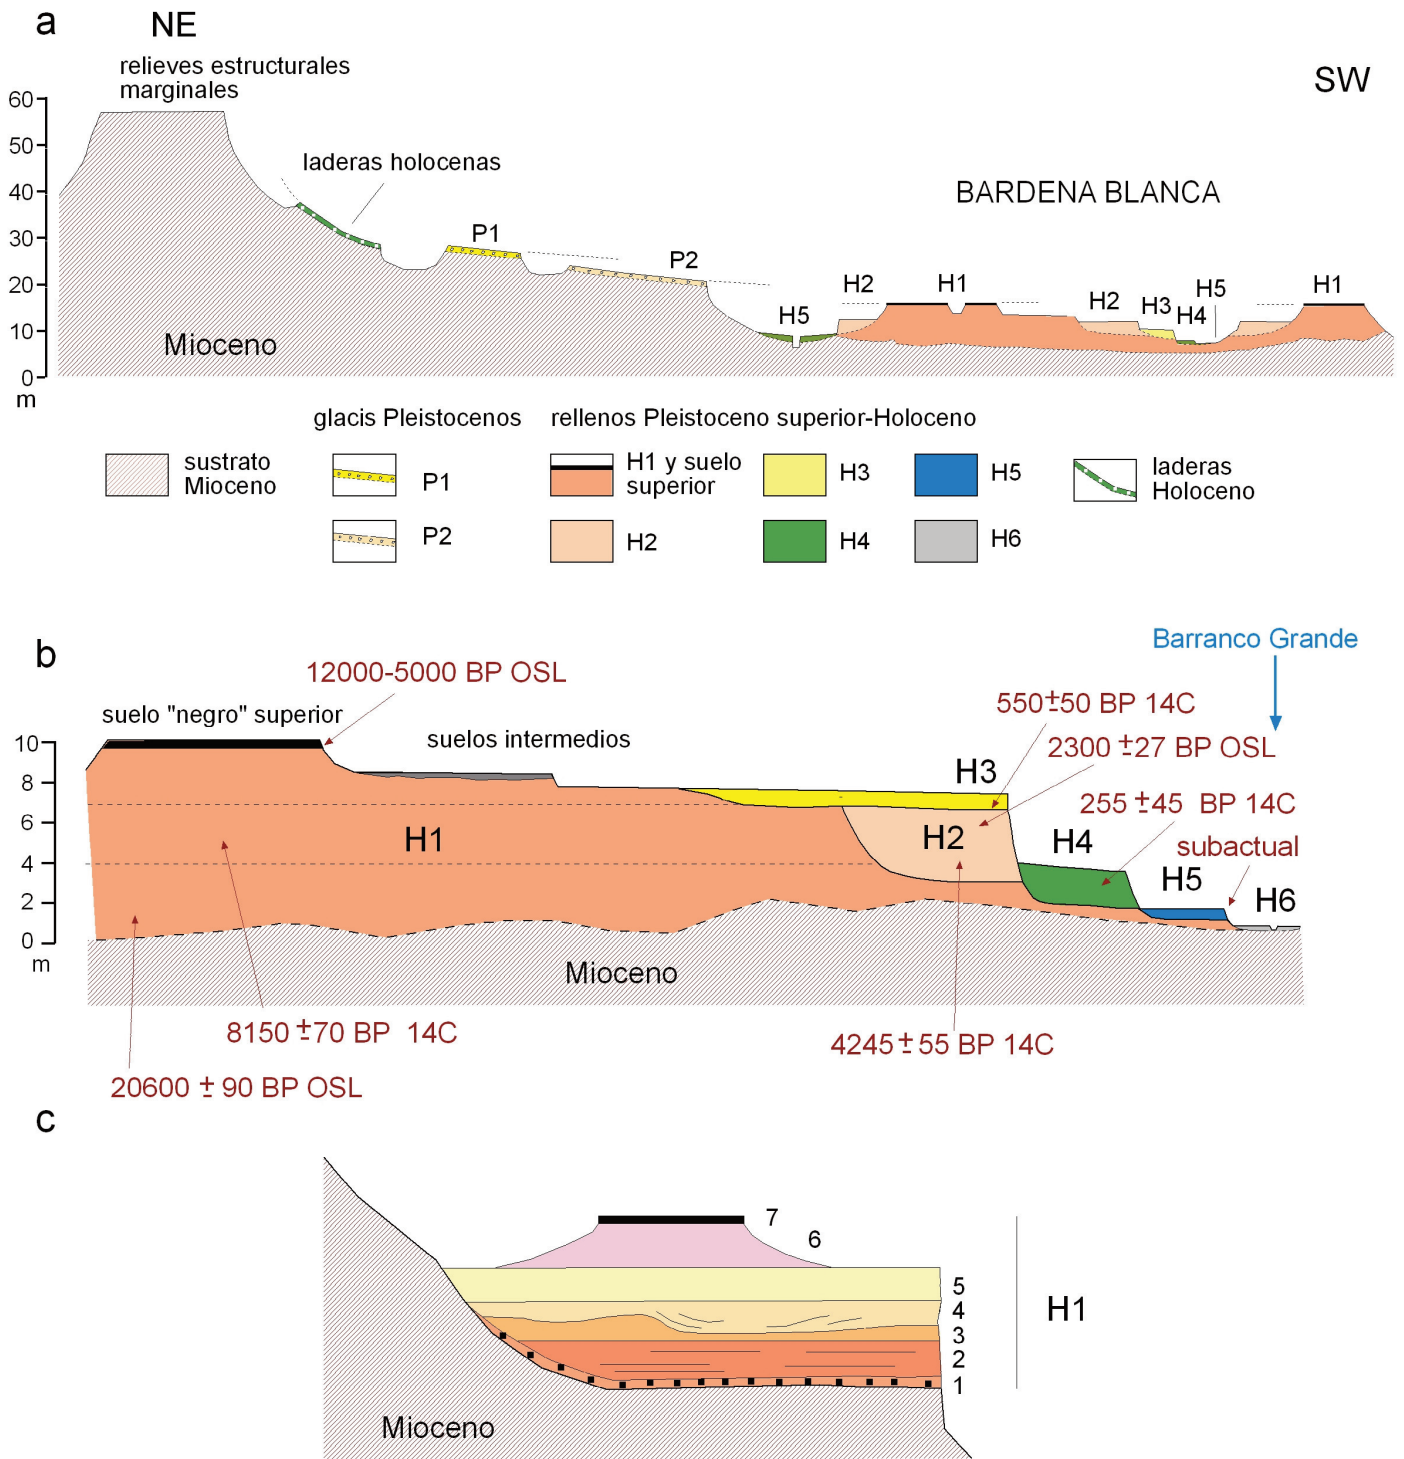 a
NE
relieves estructurales
marginales
SW
60
50
40
30
20
10
0
m
laderas holocenas
BARDENA BLANCA
P1
P2
H5
H2
H1
H2
H3
H4
H5
H1
Mioceno
glacis Pleistocenos
rellenos Pleistoceno superior-Holoceno
sustrato
Mioceno
P1
P2
H1 y suelo
superior
H2
H3
H4
H5
H6
laderas
Holoceno
b
Barranco Grande
12000-5000 BP OSL
suelo "negro" superior
suelos intermedios
550±50 BP 14C
2300 ±27 BP OSL
255 ±45 BP 14C
subactual
10
8
6
4
2
0
m
H1
H2
H3
H4
H5
H6
Mioceno
8150 ±70 BP 14C
4245± 55 BP 14C
20600 ± 90 BP OSL
c
7
6
5
4
3
2
1
H1
Mioceno